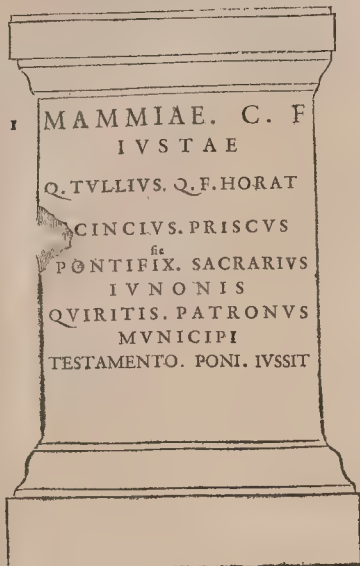 I MAMMIAE. C. F
IVSTAE
Q. TVLLIVS. Q. F. HORAT
CINCIVS. PRISCVS
sic
PONTIFIX. SACRARIVS
IVNONIS
QVIRITIS. PATRONVS
MVNICIPI
TESTAMENTO. PONI. IVSSIT